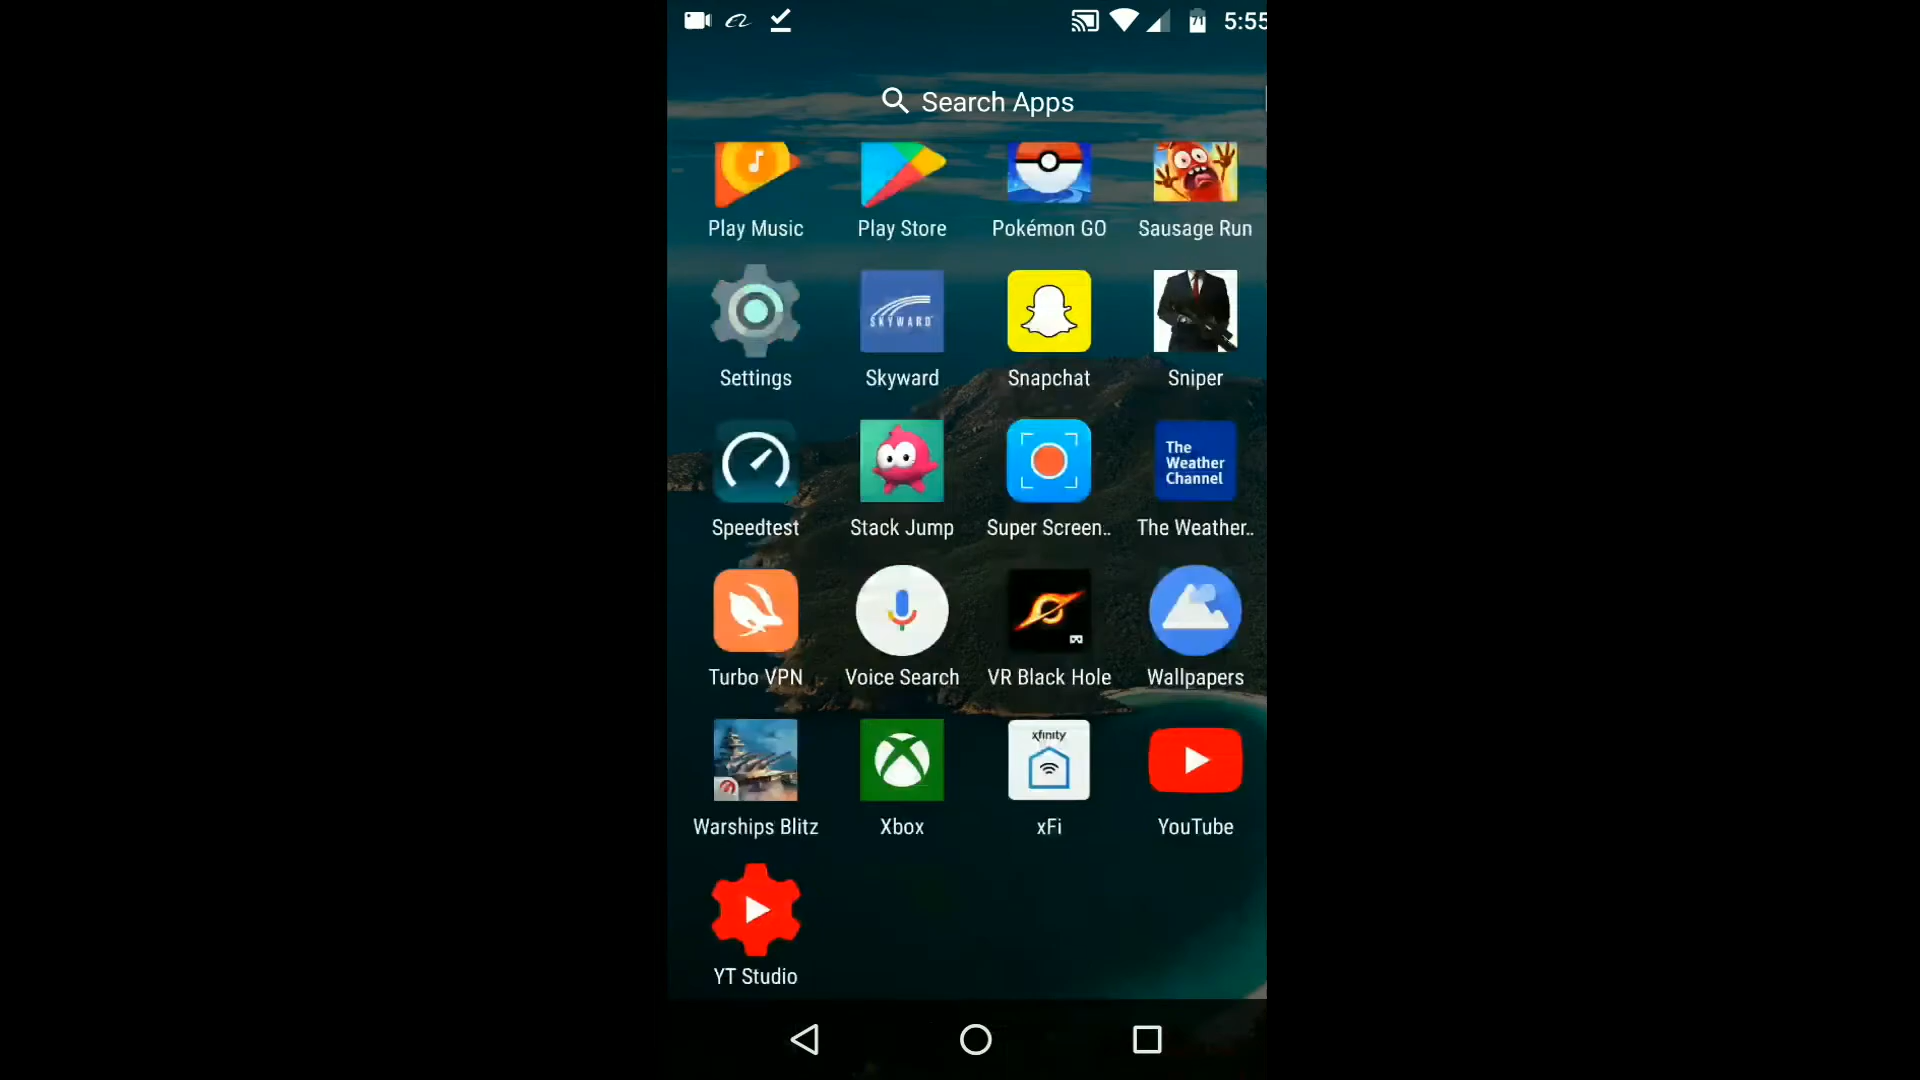 71 5:55
Search Apps
Play Music Play Store Pokémon GO Sausage Run
SKYWARD
Settings Skyward Snapchat Sniper
The
Weather
Channel
Speedtest Stack Jump Super Screen.. The Weather..
Turbo VPN Voice Search VR Black Hole Wallpapers
xfinity
Warships Blitz Xbox xFi YouTube
YT Studio